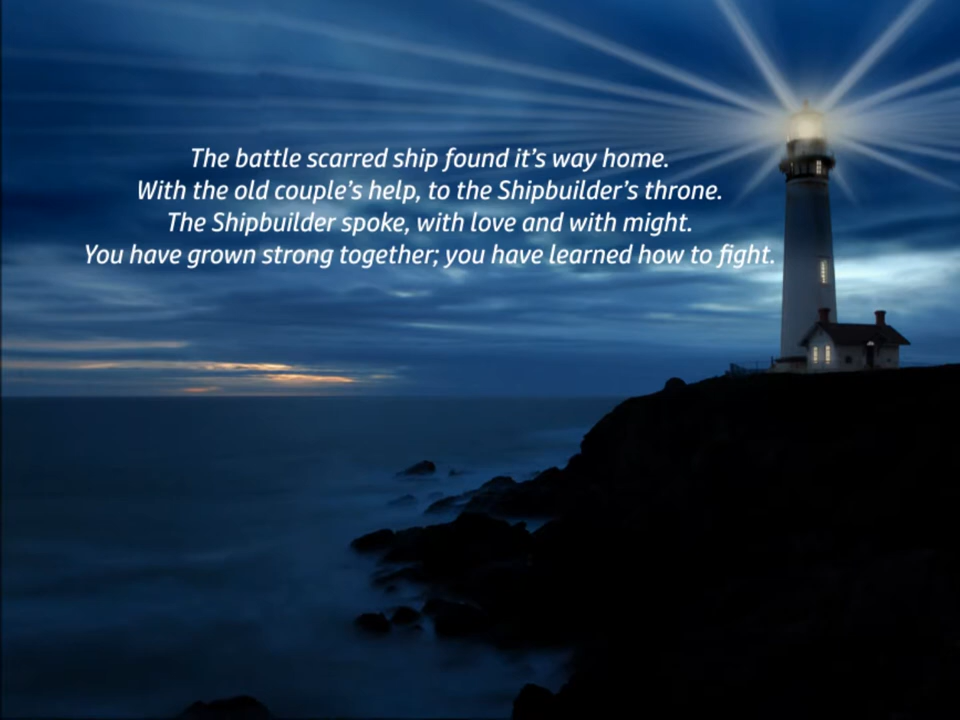 The battle scarred ship found it's way home.
With the old couple's help, to the Shipbuilder's throne.
The Shipbuilder spoke, with love and with might.
You have grown strong together; you have learned how to fight.